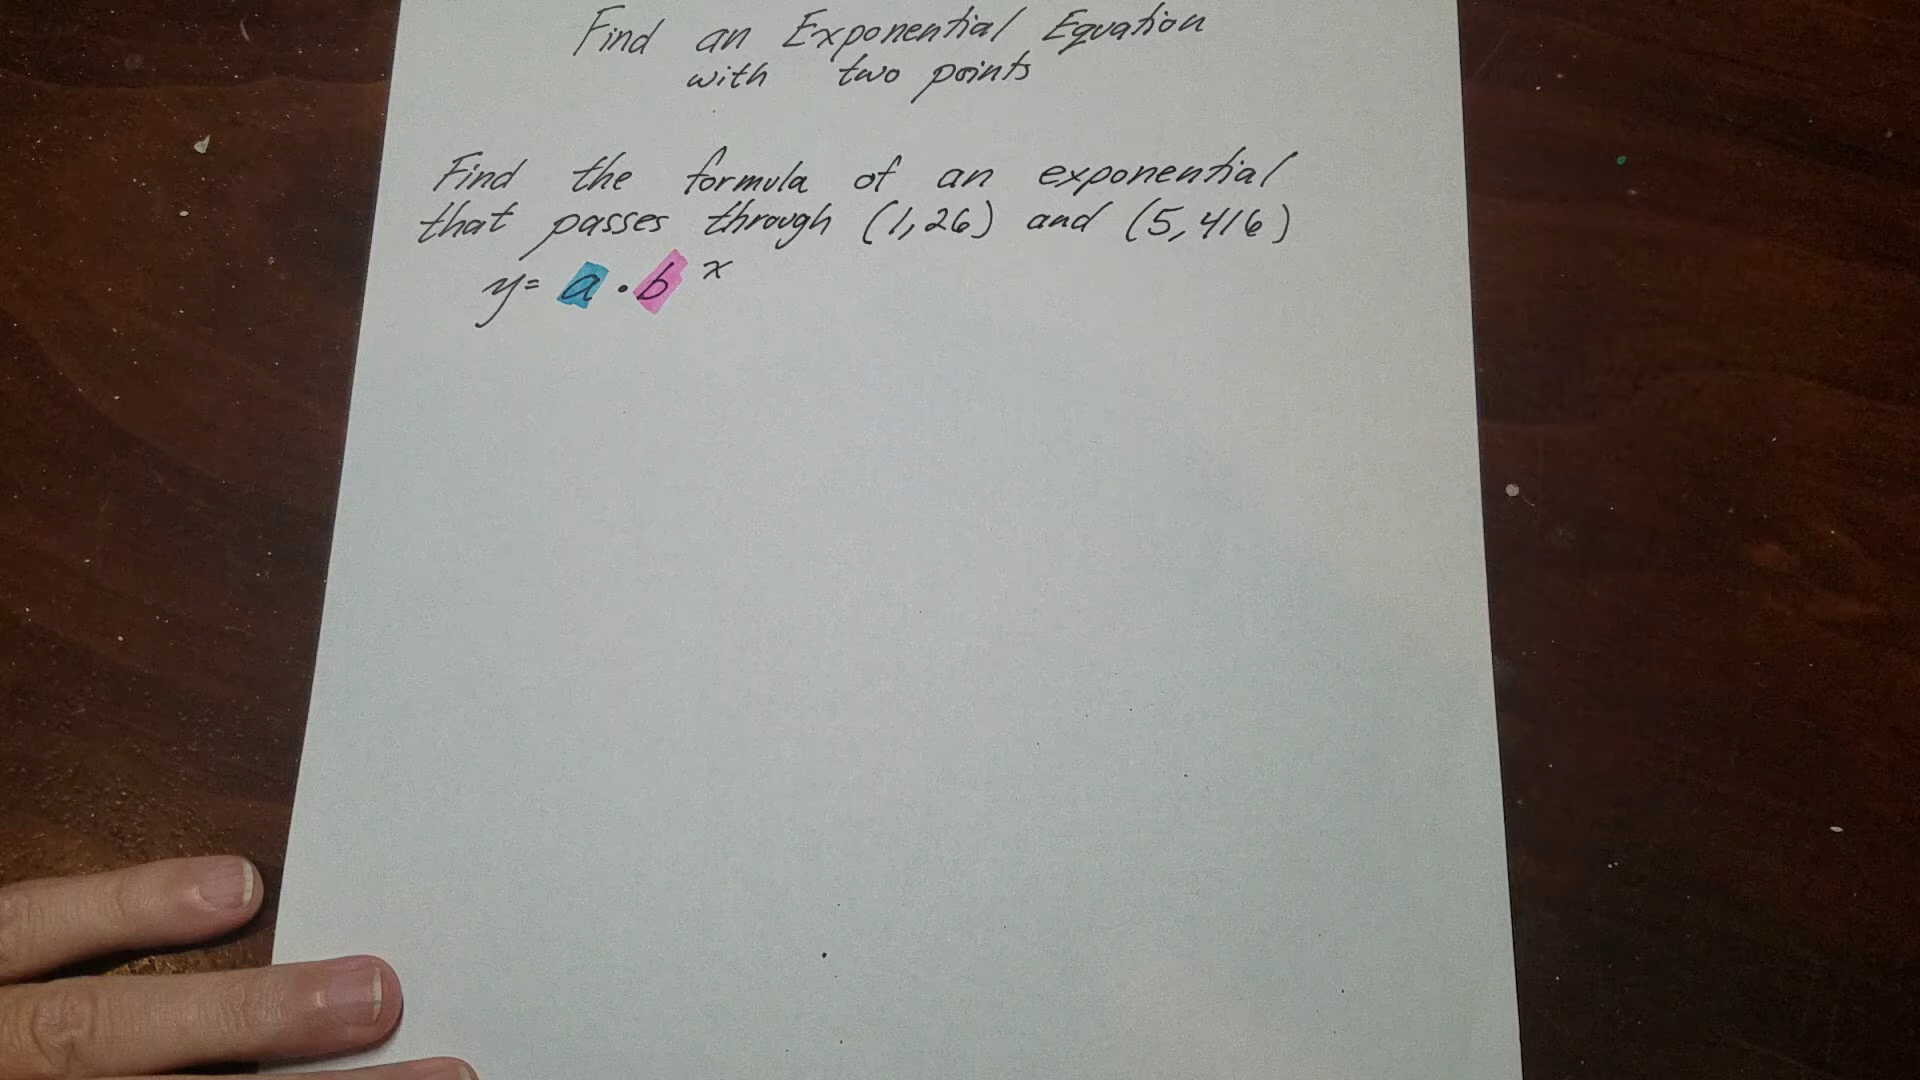 Find an Exponential Equation
with two points
Find the formula of an exponential
that passes through (1,26) and (5,416)
y= a · b ^x